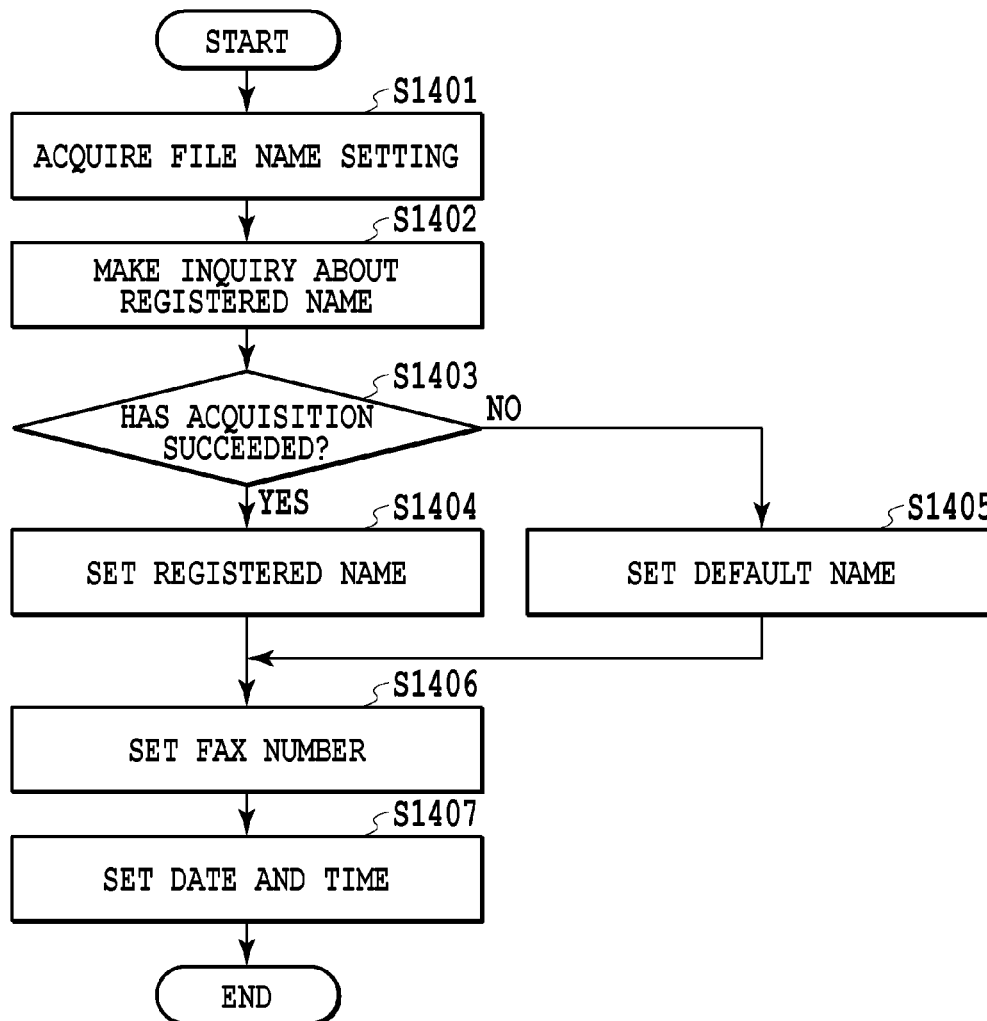 START
S1401
ACQUIRE FILE NAME SETTING
S1402
MAKE INQUIRY ABOUT
REGISTERED NAME
S1403
HAS ACQUISITION
SUCCEEDED?
NO
YES
S1404
SET REGISTERED NAME
S1405
SET DEFAULT NAME
S1406
SET FAX NUMBER
S1407
SET DATE AND TIME
END